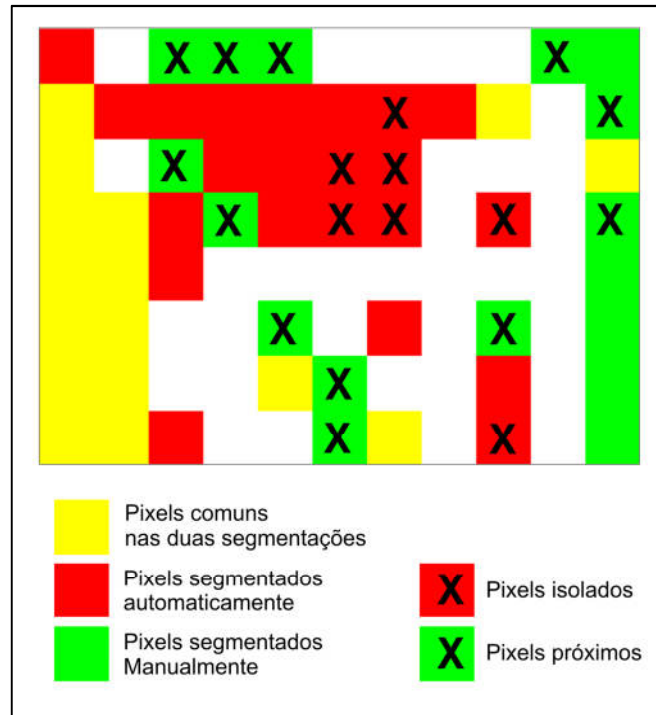 X X X X
X X
X X X
X X X X X
X X
X
X X
Pixels comuns
nas duas segmentações
Pixels segmentados
automaticamente
X Pixels isolados
Pixels segmentados
Manualmente
X Pixels próximos